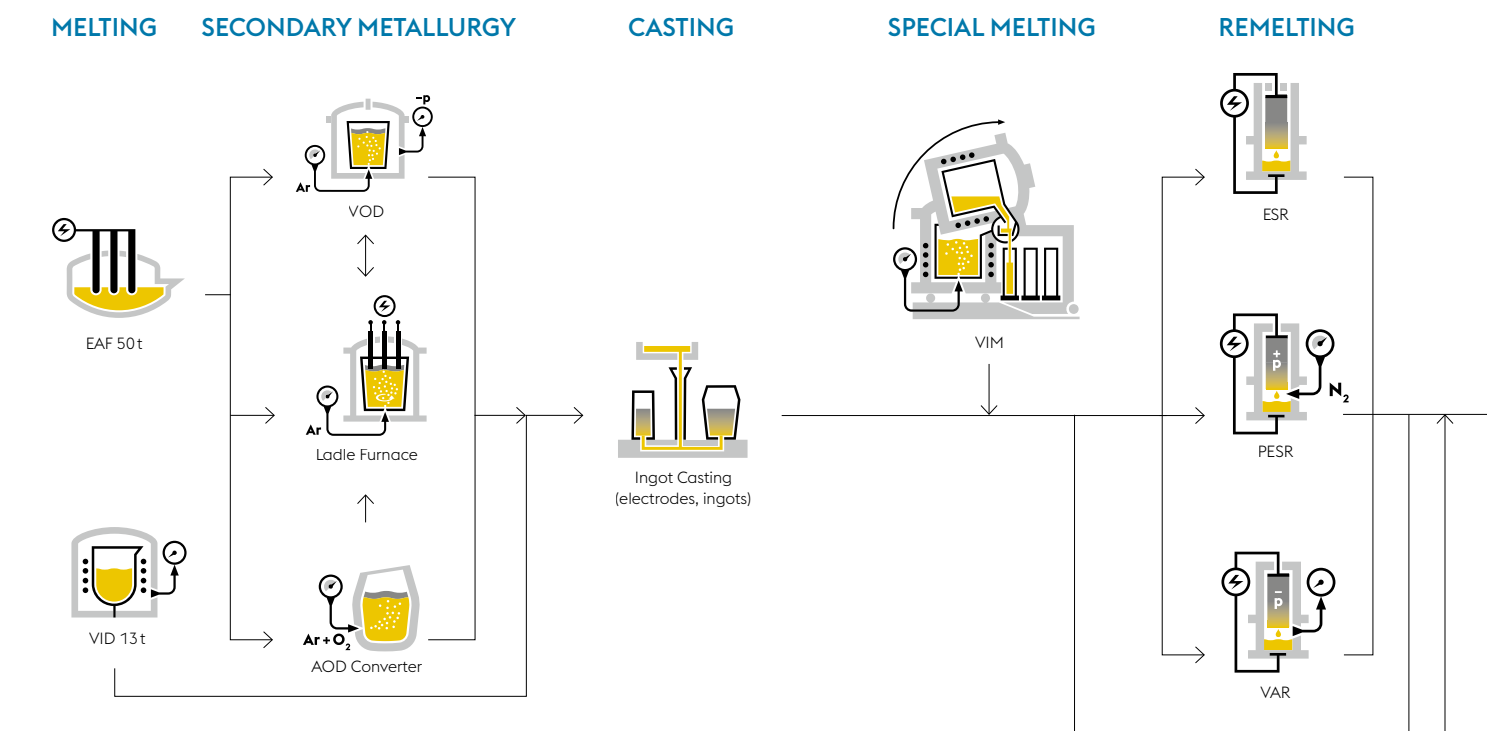 MELTING
SECONDARY METALLURGY
CASTING
SPECIAL MELTING
REMELTING
-p
Ar
VOD
EAF 50 t
Ar
Ladle Furnace
VID 13 t
Ar + O₂
AOD Converter
Ingot Casting
(electrodes, ingots)
VIM
ESR
+
p
N₂
PESR
-
p
VAR